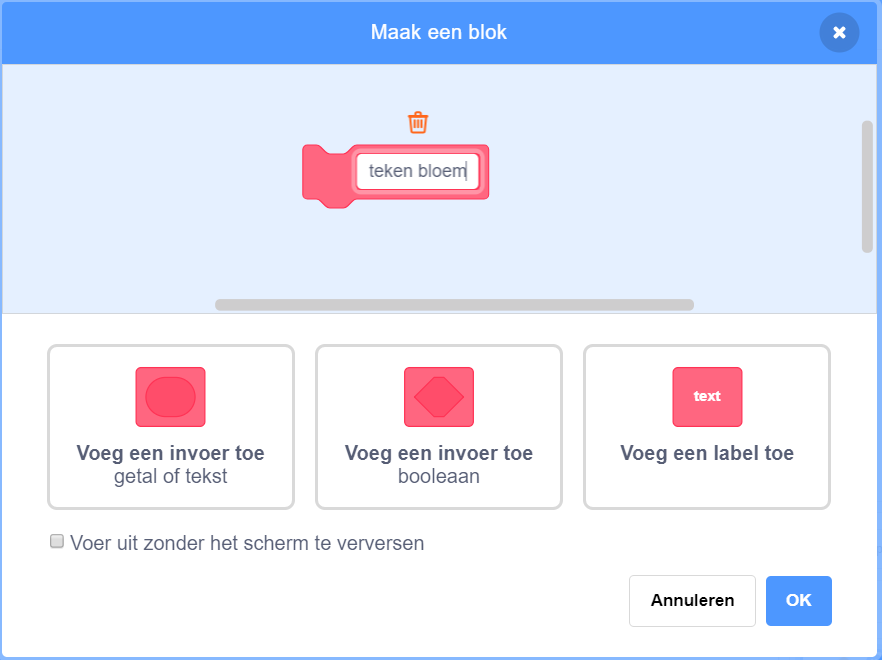 Maak een blok
teken bloem
text
Voeg een invoer toe
getal of tekst
Voeg een invoer toe
booleaan
Voeg een label toe
Voer uit zonder het scherm te verversen
Annuleren
OK